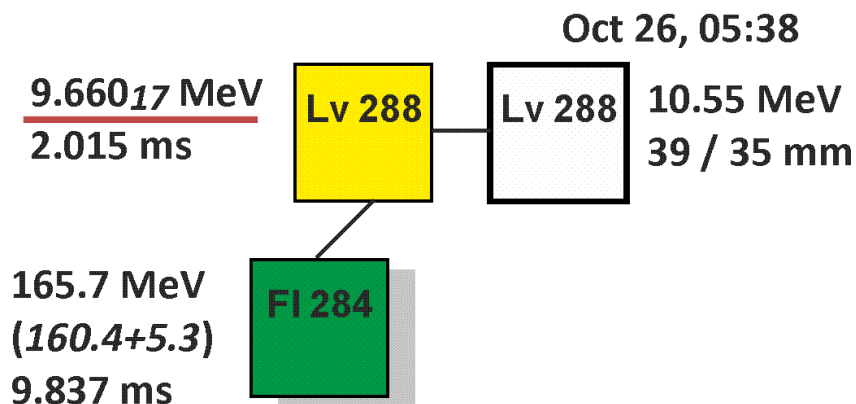 Oct 26, 05:38
9.66017 MeV
2.015 ms
Lv 288
Lv 288
10.55 MeV
39 / 35 mm
165.7 MeV
(160.4+5.3)
9.837 ms
Fl 284